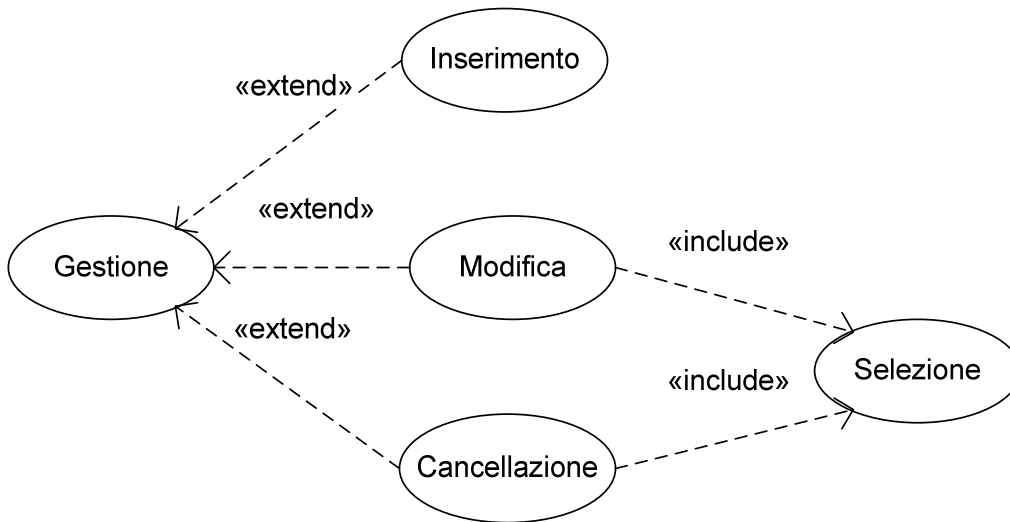 Inserimento
«extend»
«extend»
Gestione
Modifica
«include»
«extend»
Selezione
«include»
Cancellazione